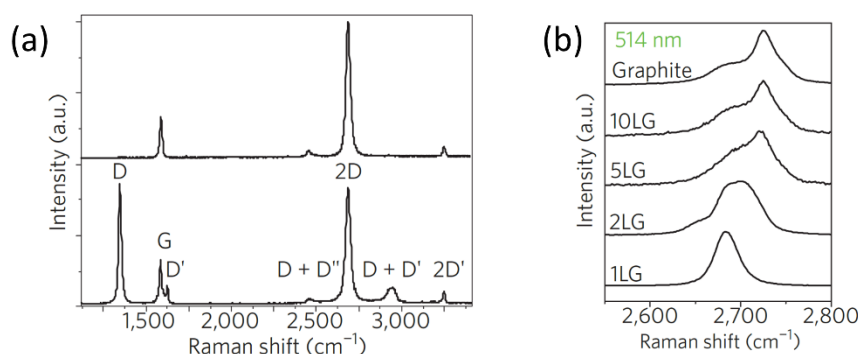 (a)
Intensity (a.u.)
D
2D
G
D'
D + D''
D + D'
2D'
1,500
2,000
2,500
3,000
Raman shift (cm⁻¹)
(b)
514 nm
Graphite
10LG
5LG
2LG
1LG
Intensity (a.u.)
2,600
2,700
2,800
Raman shift (cm⁻¹)